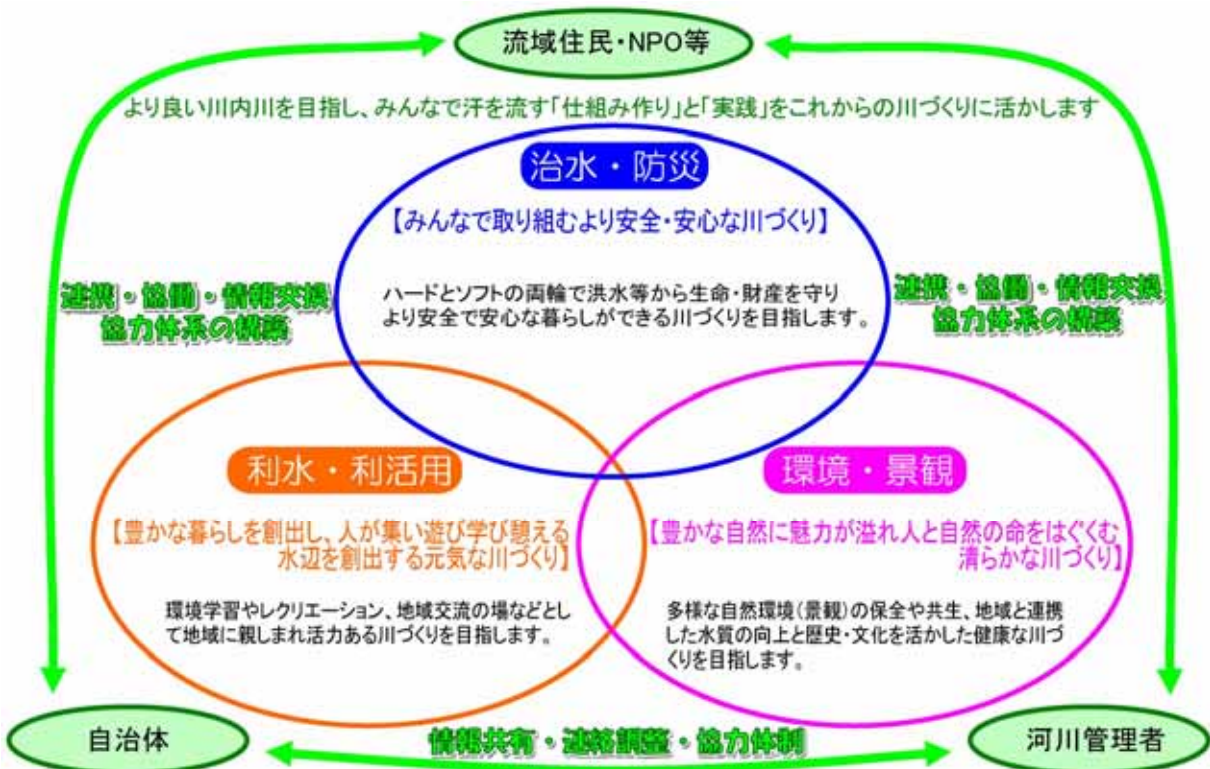 流域住民・NPO等
より良い川内川を目指し、みんなで汗を流す「仕組み作り」と「実践」をこれからの川づくりに活かします
治水・防災
【みんなで取り組むより安全・安心な川づくり】
ハードとソフトの両輪で洪水等から生命・財産を守り
より安全で安心な暮らしができる川づくりを目指します。
連携・協働・情報交換
協力体系の構築
連携・協働・情報交換
協力体系の構築
利水・利活用
【豊かな暮らしを創出し、人が集い遊び学び憩える
水辺を創出する元気な川づくり】
環境学習やレクリエーション、地域交流の場などとし
て地域に親しまれ活力ある川づくりを目指します。
環境・景観
【豊かな自然に魅力が溢れ人と自然の命をはぐくむ
清らかな川づくり】
多様な自然環境(景観)の保全や共生、地域と連携
した水質の向上と歴史・文化を活かした健康な川づ
くりを目指します。
自治体
情報共有・連絡調整・協力体制
河川管理者